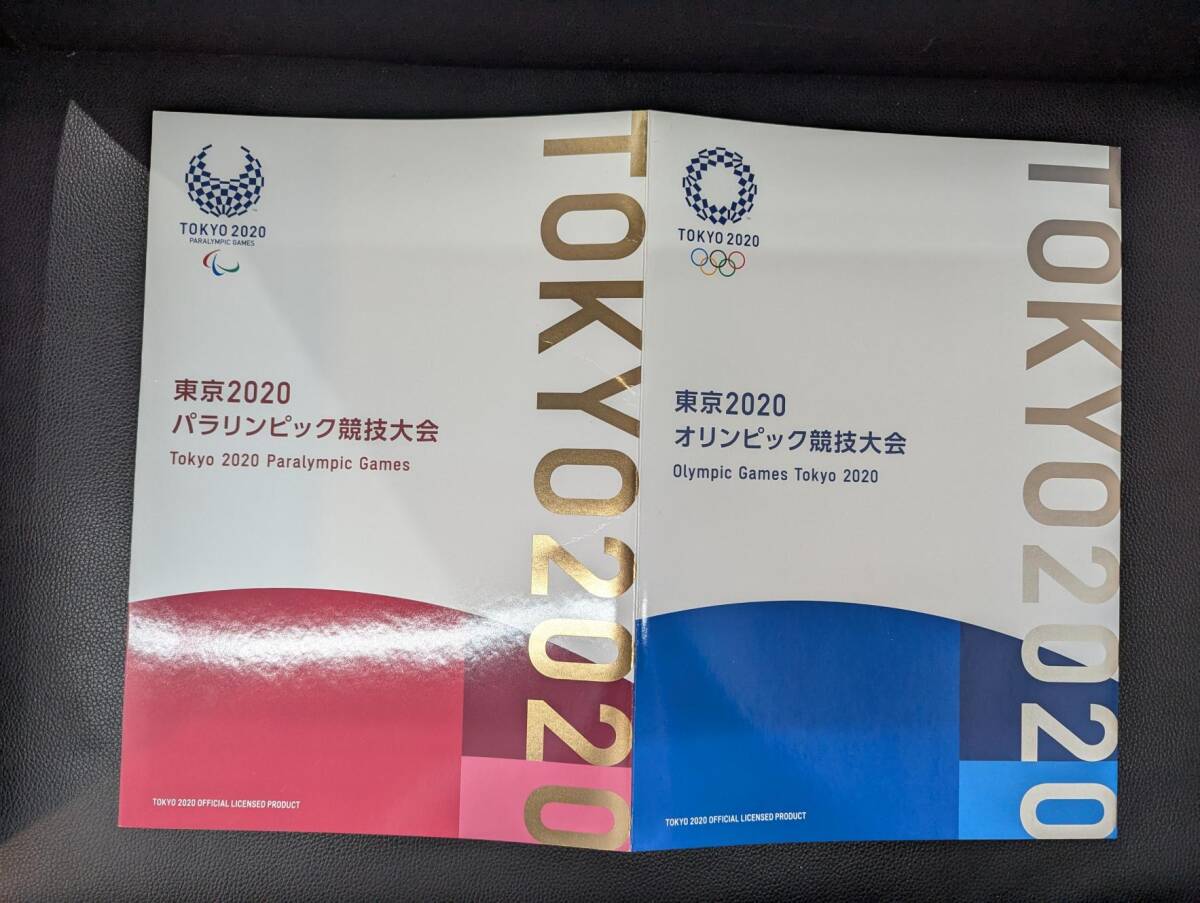 TOKYO 2020
PARALYMPIC GAMES
東京2020
パラリンピック競技大会
Tokyo 2020 Paralympic Games
TOKYO 2020 OFFICIAL LICENSED PRODUCT
TOKYO2020
TOKYO 2020
東京2020
オリンピック競技大会
Olympic Games Tokyo 2020
TOKYO 2020 OFFICIAL LICENSED PRODUCT
TOKYO2020